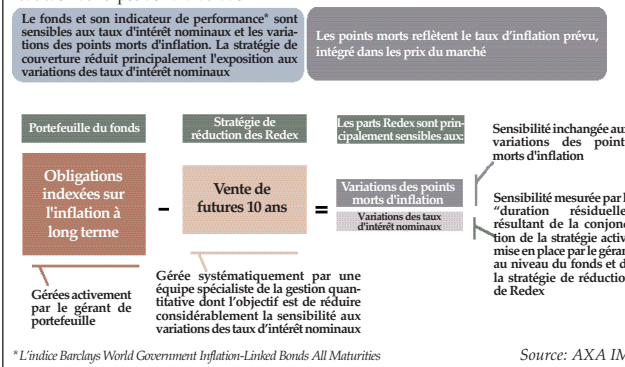 Le fonds et son indicateur de performance* sont
sensibles aux taux d'intérêt nominaux et les varia-
tions des points morts d'inflation. La stratégie de
couverture réduit principalement l'exposition aux
variations des taux d'intérêt nominaux
Les points morts reflètent le taux d'inflation prévu,
intégré dans les prix du marché
Portefeuille du fonds
Stratégie de
réduction des Redex
Les parts Redex sont prin-
cipalement sensibles aux:
Obligations
indexées sur
l'inflation à
long terme
-
Vente de
futures 10 ans
=
Variations des points
morts d'inflation
Variations des taux
d'intérêt nominaux
Sensibilité inchangée aux
variations des point
morts d'inflation
Sensibilité mesurée par l
"duration résiduelle
résultant de la conjonc
tion de la stratégie activ
mise en place par le géran
au niveau du fonds et d
la stratégie de réductio
de Redex
Gérées activement
par le gérant de
portefeuille
Gérée systématiquement par une
équipe spécialiste de la gestion quan-
titative dont l'objectif est de réduire
considérablement la sensibilité aux
variations des taux d'intérêt nominaux
* L'indice Barclays World Government Inflation-Linked Bonds All Maturities
Source: AXA IM